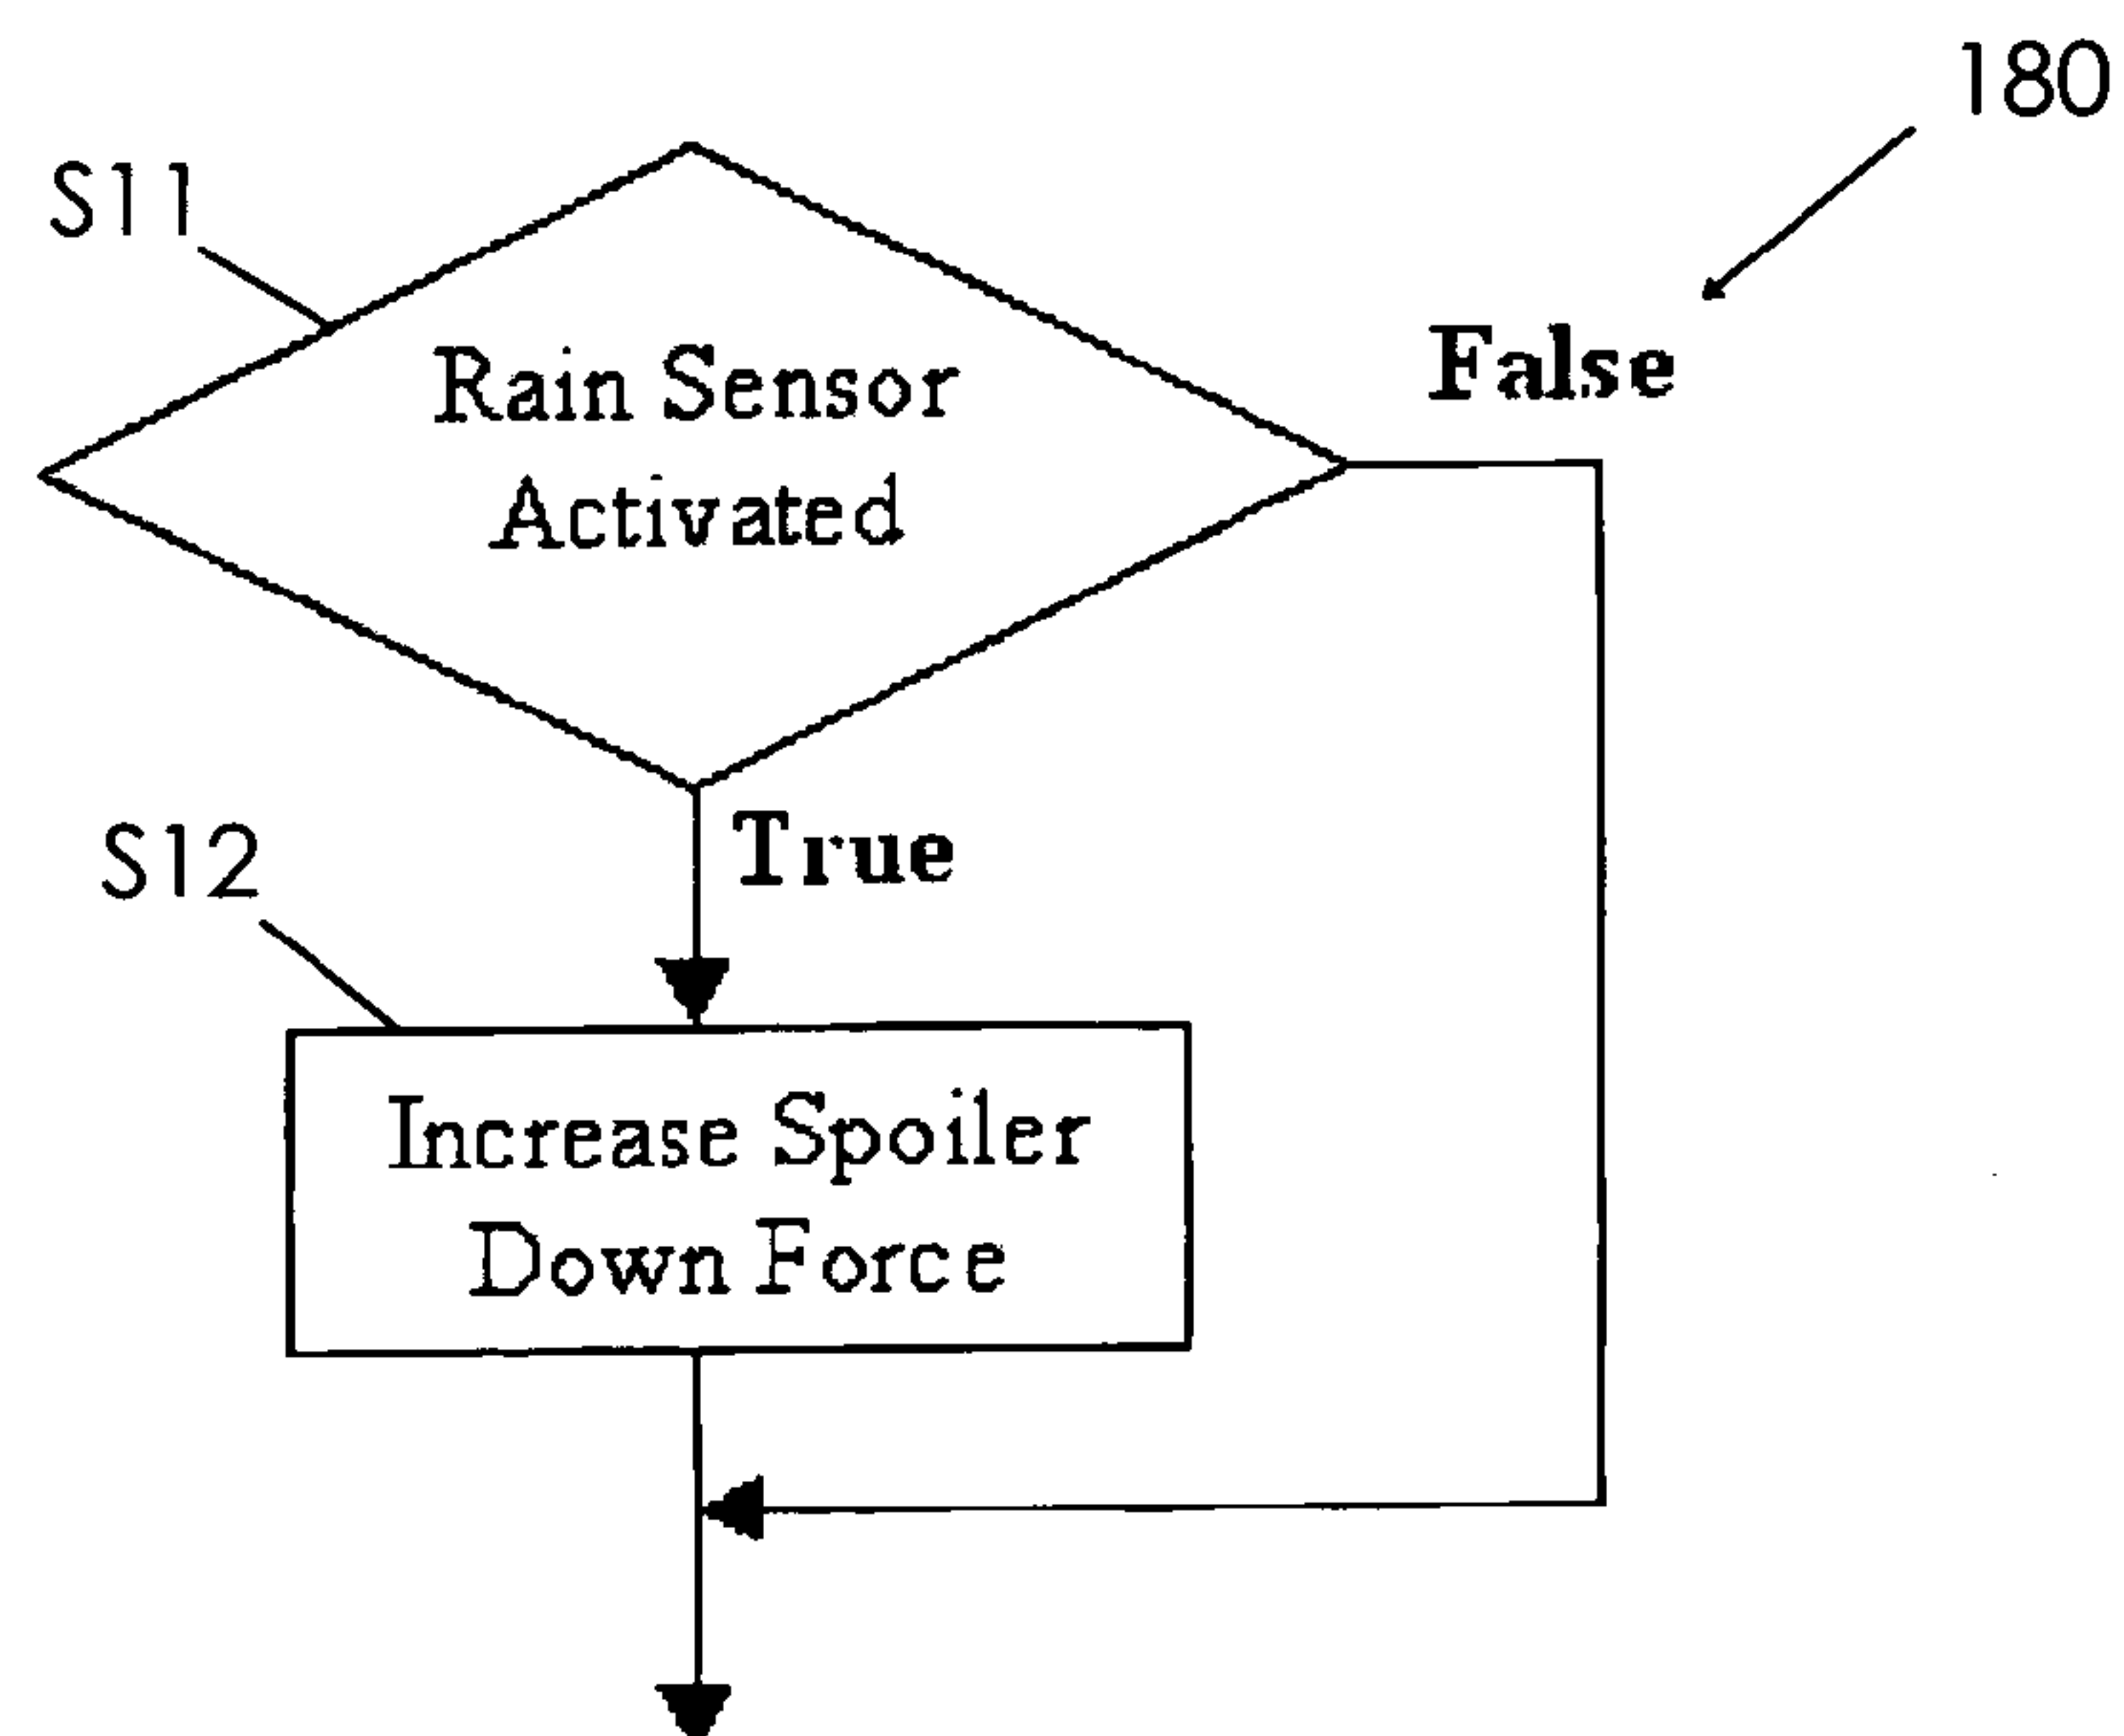 180
S11
False
Rain Sensor
Activated
True
S12
Increase Spoiler
Down Force